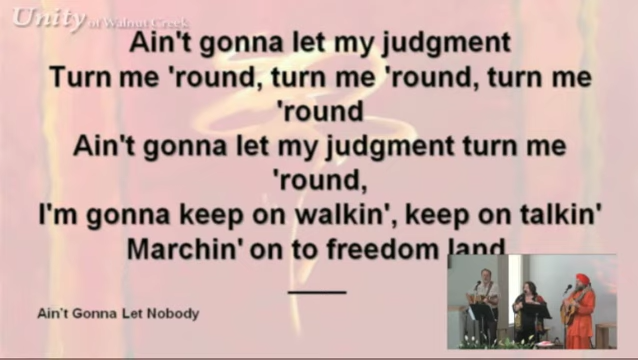 Unity of Walnut Creek
Ain't gonna let my judgment
Turn me 'round, turn me 'round, turn me
'round
Ain't gonna let my judgment turn me
'round,
I'm gonna keep on walkin', keep on talkin'
Marchin' on to freedom land
Ain't Gonna Let Nobody